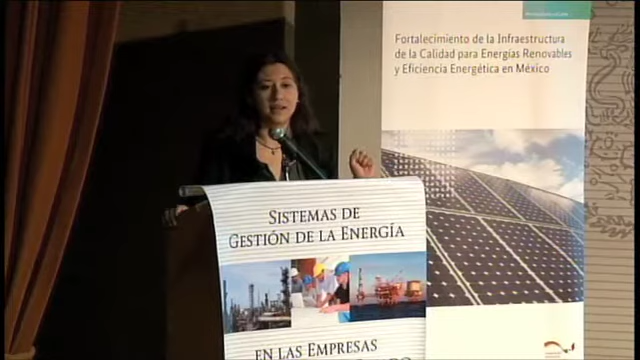 Fortalecimiento de la Infraestructura
de la Calidad para Energías Renovables
y Eficiencia Energética en México
SISTEMAS DE
GESTIÓN DE LA ENERGÍA
EN LAS EMPRESAS